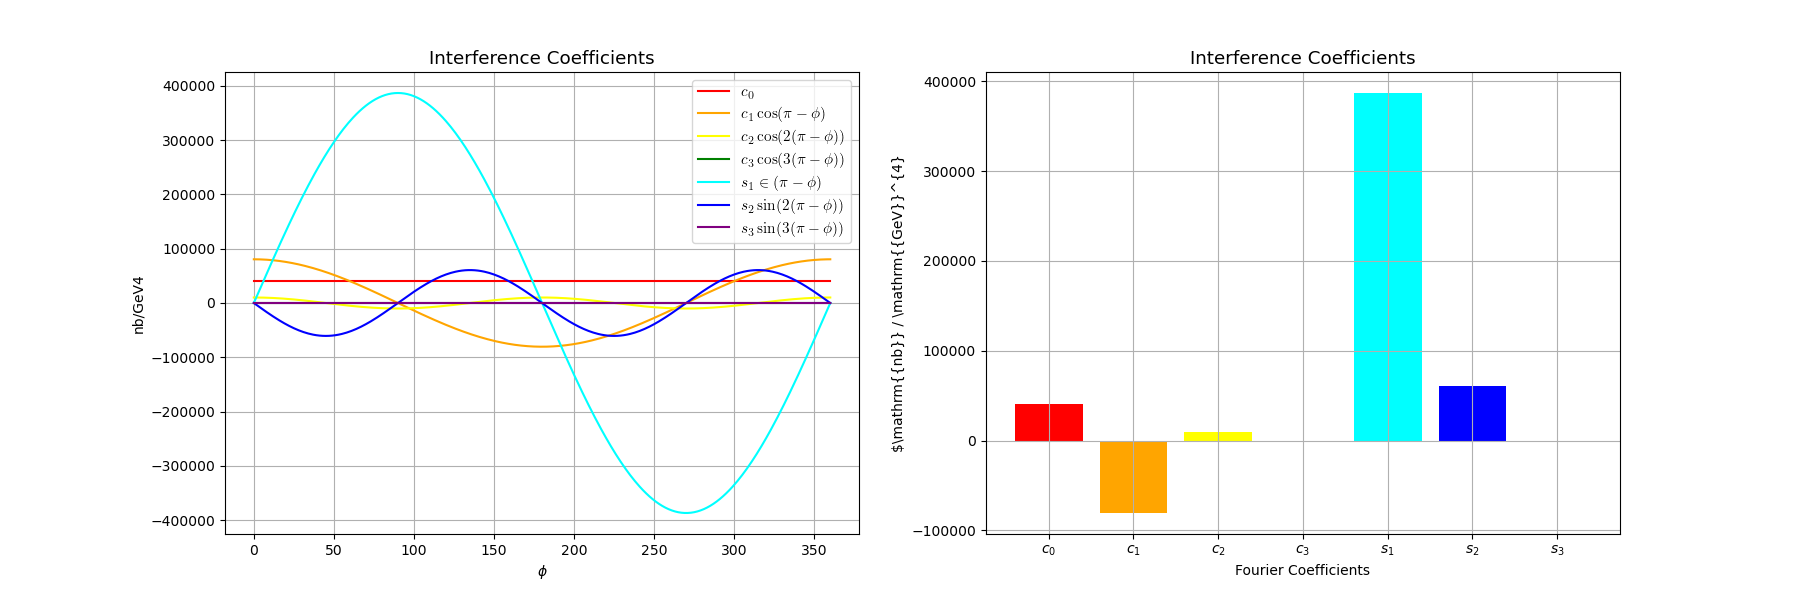 Interference Coefficients
400000
300000
200000
100000
0
−100000
−200000
−300000
−400000
nb/GeV4
c₀
c₁ cos(π − ϕ)
c₂ cos(2(π − ϕ))
c₃ cos(3(π − ϕ))
s₁ ∈ (π − ϕ)
s₂ sin(2(π − ϕ))
s₃ sin(3(π − ϕ))
0 50 100 150 200 250 300 350
ϕ
Interference Coefficients
400000
300000
200000
100000
0
−100000
$\mathrm{{nb}} / \mathrm{{GeV}}^{4}
c₀ c₁ c₂ c₃ s₁ s₂ s₃
Fourier Coefficients